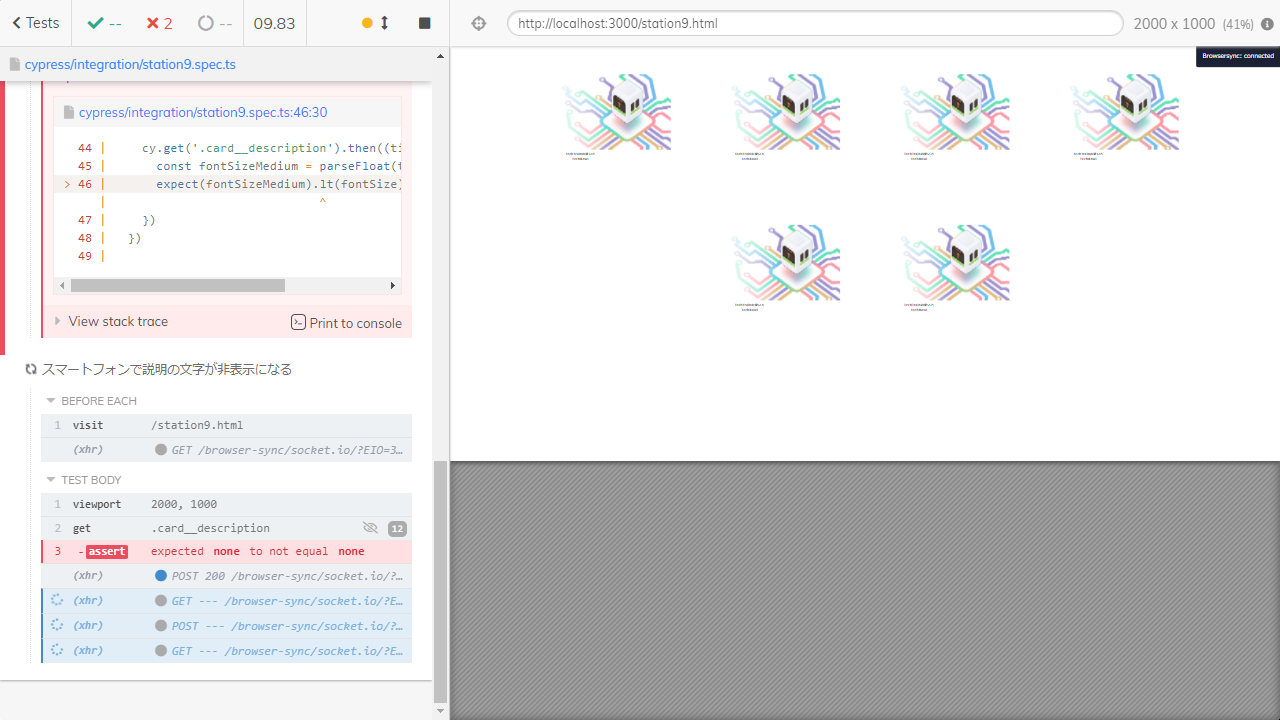 Tests
--
2
--
09.83
http://localhost:3000/station9.html
2000 x 1000 (41%)
cypress/integration/station9.spec.ts
Browsersync: connected
cypress/integration/station9.spec.ts:46:30
44 | cy.get('.card__description').then((ti
45 | const fontSizeMedium = parseFl
> 46 | expect(fontSizeMedium).lt(fontSize)
| ^
47 | })
48 | })
49 |
View stack trace
Print to console
スマートフォンで説明の文字が非表示になる
BEFORE EACH
1 visit /station9.html
(xhr) GET /browser-sync/socket.io/?EIO=3…
TEST BODY
1 viewport 2000, 1000
2 get .card__description 12
3 -assert expected none to not equal none
(xhr) POST 200 /browser-sync/socket.io/?…
(xhr) GET --- /browser-sync/socket.io/?E…
(xhr) POST --- /browser-sync/socket.io/?…
(xhr) GET --- /browser-sync/socket.io/?E…